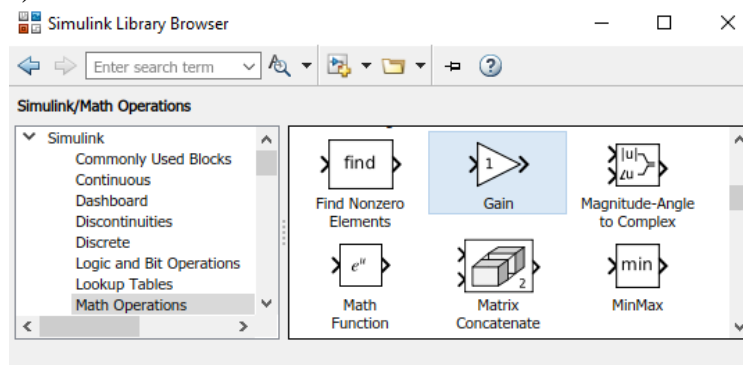 Simulink Library Browser
Enter search term
Simulink/Math Operations
Simulink
Commonly Used Blocks
Continuous
Dashboard
Discontinuities
Discrete
Logic and Bit Operations
Lookup Tables
Math Operations
find
1
|u|
∠u
Find Nonzero
Elements
Gain
Magnitude-Angle
to Complex
e^u
2
min
Math
Function
Matrix
Concatenate
MinMax